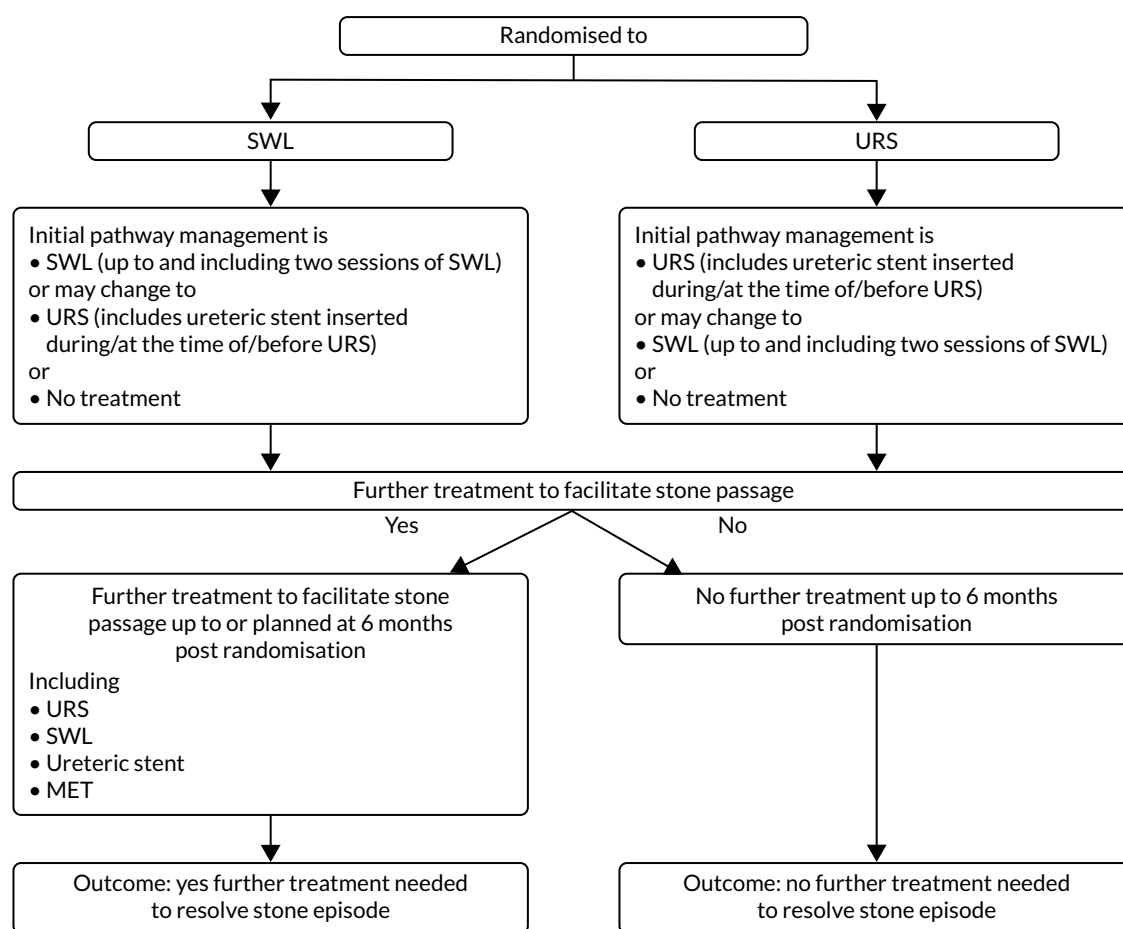 Randomised to
SWL
URS
Initial pathway management is
• SWL (up to and including two sessions of SWL)
or may change to
• URS (includes ureteric stent inserted
during/at the time of/before URS)
or
• No treatment
Initial pathway management is
• URS (includes ureteric stent inserted
during/at the time of/before URS)
or may change to
• SWL (up to and including two sessions of SWL)
or
• No treatment
Further treatment to facilitate stone passage
Yes
No
Further treatment to facilitate stone
passage up to or planned at 6 months
post randomisation
Including
• URS
• SWL
• Ureteric stent
• MET
No further treatment up to 6 months
post randomisation
Outcome: yes further treatment needed
to resolve stone episode
Outcome: no further treatment needed
to resolve stone episode